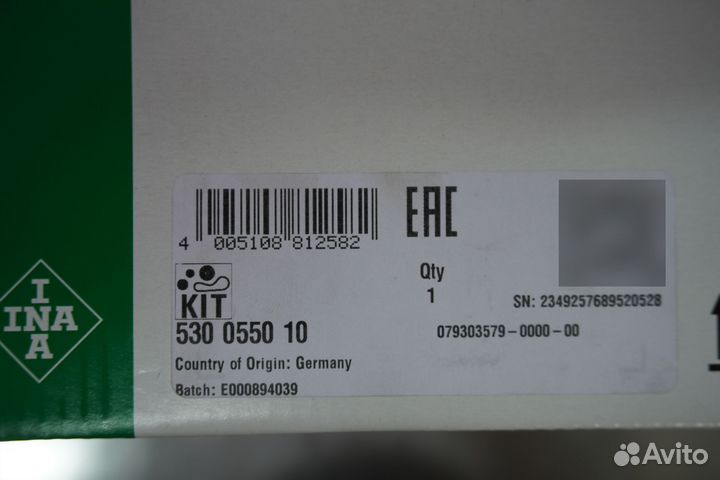 I
INA
A
4 005108 812582
EAC
KIT
Qty
1
SN: 2349257689520528
530 0550 10
079303579-0000-00
Country of Origin: Germany
Batch: E000894039
Avito